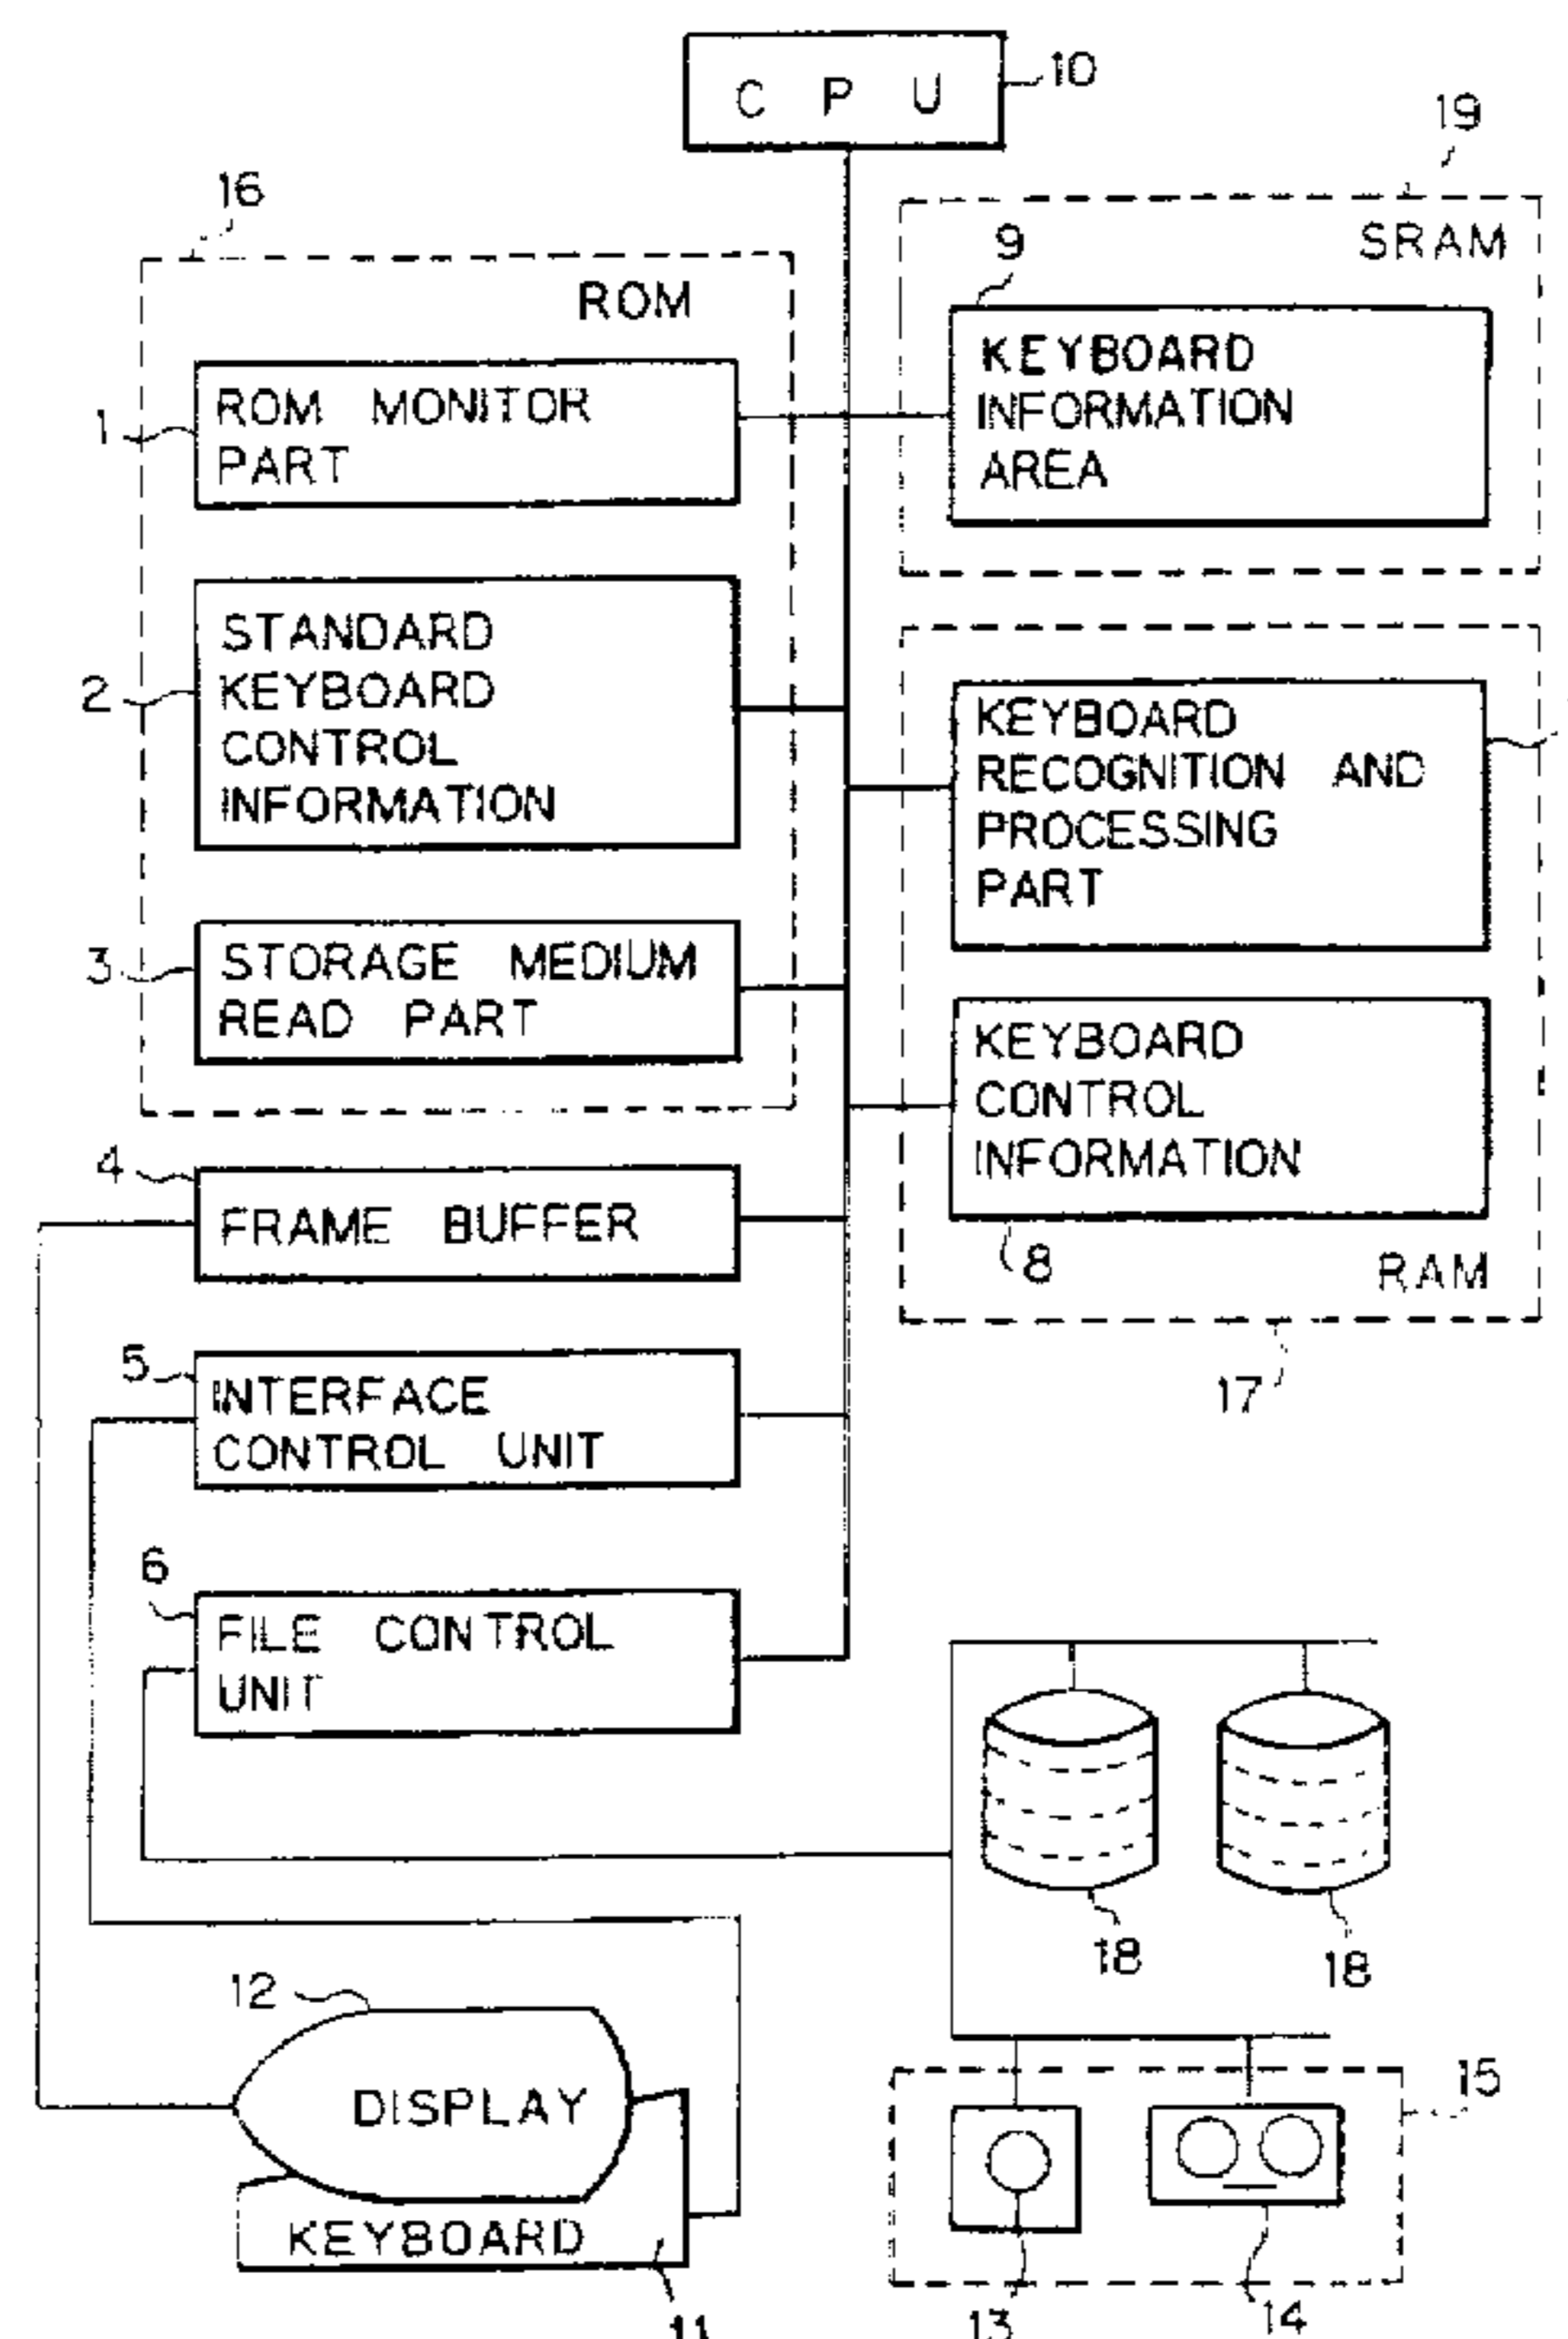 C P U
10
19
16
SRAM
9
ROM
KEYBOARD
INFORMATION
AREA
1
ROM MONITOR
PART
2
STANDARD
KEYBOARD
CONTROL
INFORMATION
KEYBOARD
RECOGNITION AND
PROCESSING
PART
3
STORAGE MEDIUM
READ PART
KEYBOARD
CONTROL
INFORMATION
8
RAM
17
4
FRAME BUFFER
5
INTERFACE
CONTROL UNIT
6
FILE CONTROL
UNIT
18
18
12
DISPLAY
KEYBOARD
11
15
13
14